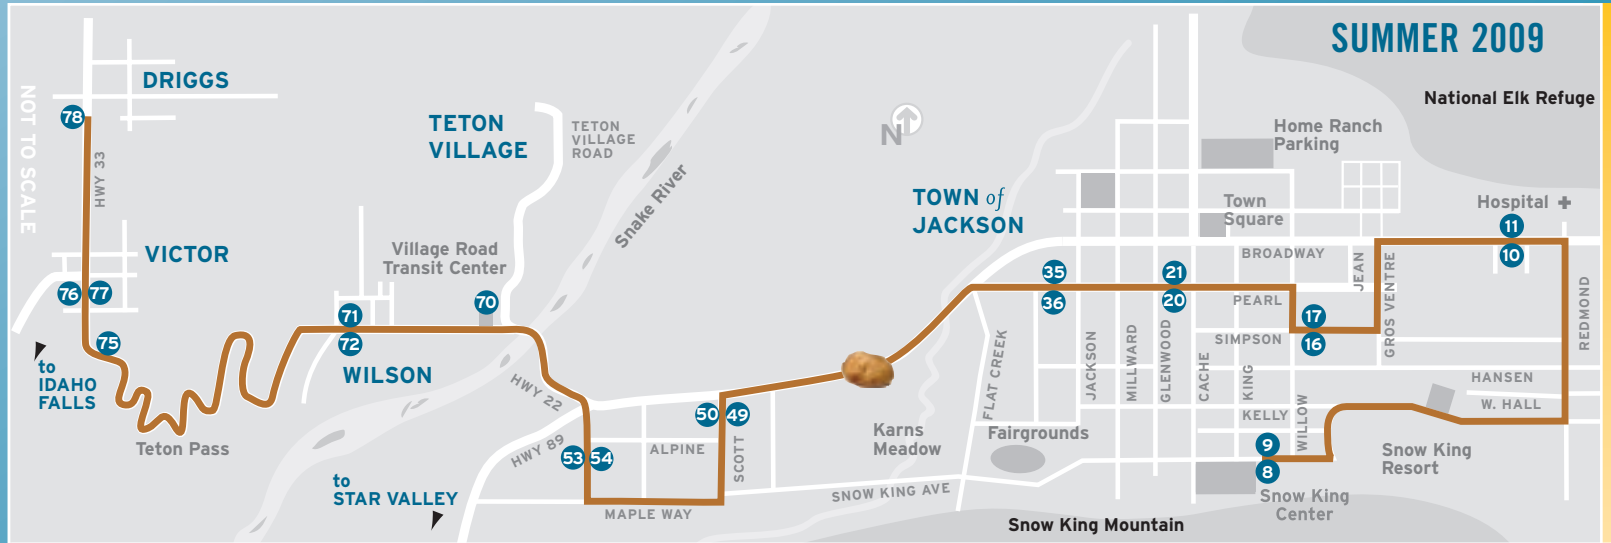 SUMMER 2009
National Elk Refuge
NOT TO SCALE
DRIGGS
78
HWY 33
TETON
VILLAGE
TETON
VILLAGE
ROAD
Snake River
N
Home Ranch
Parking
TOWN of
JACKSON
Town
Square
Hospital
11
10
VICTOR
Village Road
Transit Center
BROADWAY
JEAN
GROS VENTRE
REDMOND
76
77
70
35
36
21
20
PEARL
71
72
17
16
SIMPSON
75
to
IDAHO
FALLS
WILSON
HWY 22
FLAT CREEK
JACKSON
MILLWARD
GLENWOOD
CACHE
KING
WILLOW
HANSEN
W. HALL
KELLY
50
49
Teton Pass
HWY 89
53
54
ALPINE
SCOTT
Karns
Meadow
Fairgrounds
9
8
Snow King
Resort
to
STAR VALLEY
MAPLE WAY
SNOW KING AVE
Snow King
Center
Snow King Mountain